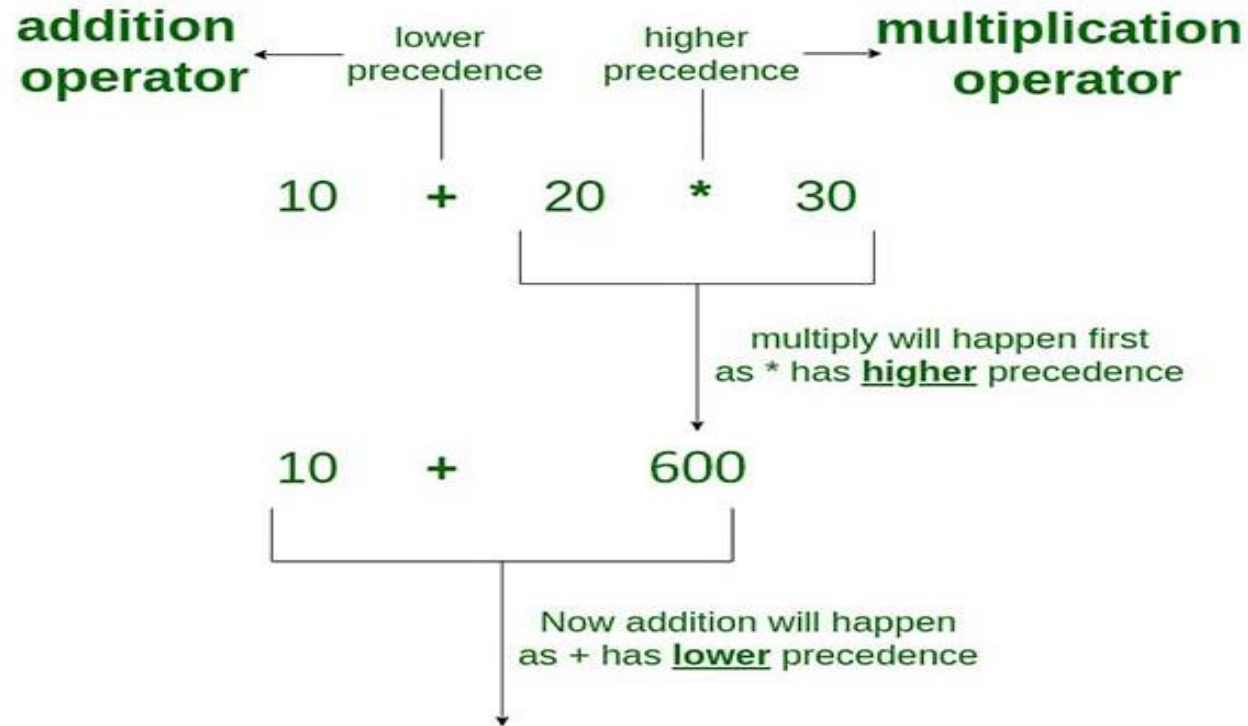 addition
operator
lower
precedence
higher
precedence
multiplication
operator
10 + 20 * 30
multiply will happen first
as * has higher precedence
10 + 600
Now addition will happen
as + has lower precedence